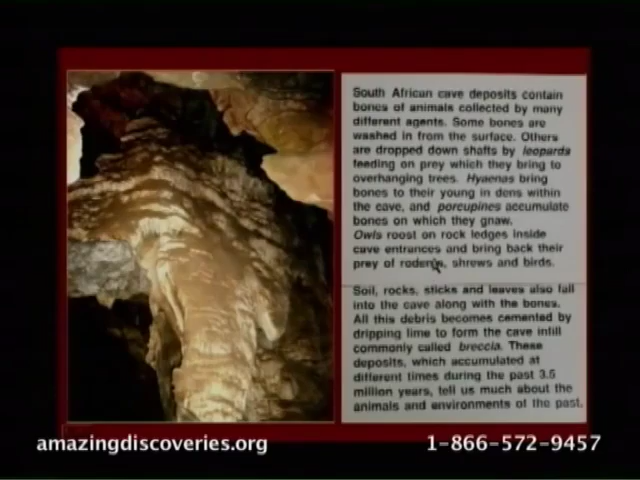 South African cave deposits contain
bones of animals collected by many
different agents. Some bones are
washed in from the surface. Others
are dropped down shafts by leopards
feeding on prey which they bring to
overhanging trees. Hyaenas bring
bones to their young in dens within
the cave, and porcupines accumulate
bones on which they gnaw.
Owls roost on rock ledges inside
cave entrances and bring back their
prey of rodents, shrews and birds.
Soil, rocks, sticks and leaves also fall
into the cave along with the bones.
All this debris becomes cemented by
dripping lime to form the cave infill
commonly called breccia. These
deposits, which accumulated at
different times during the past 3.5
million years, tell us much about the
animals and environments of the past.
amazingdiscoveries.org
1-866-572-9457